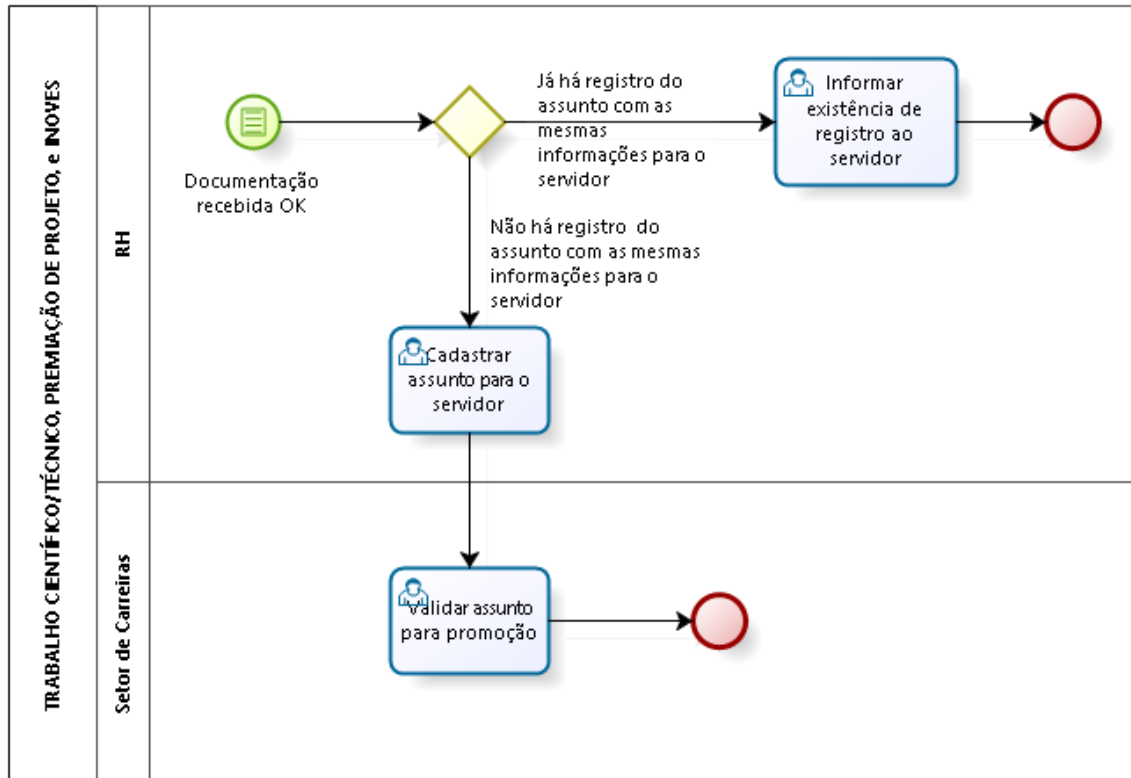 TRABALHO CIENTÍFICO/TÉCNICO, PREMIAÇÃO DE PROJETO, e INOVES
RH
Documentação
recebida OK
Já há registro do
assunto com as
mesmas
informações para o
servidor
Informar
existência de
registro ao
servidor
Não há registro do
assunto com as mesmas
informações para o
servidor
Cadastrar
assunto para o
servidor
Setor de Carreiras
Validar assunto
para promoção